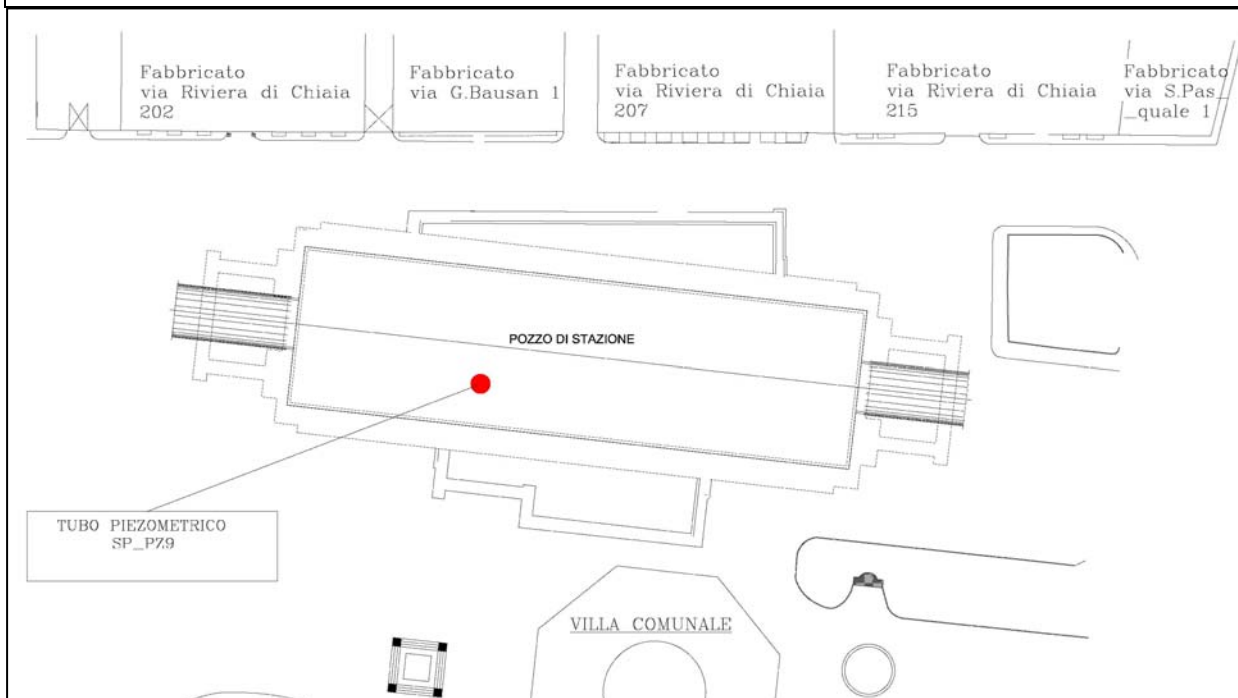 Fabbricato
via Riviera di Chiaia
202
Fabbricato
via G.Bausan 1
Fabbricato
via Riviera di Chiaia
207
Fabbricato
via Riviera di Chiaia
215
Fabbricato
via S.Pas_
_quale 1
POZZO DI STAZIONE
TUBO PIEZOMETRICO
SP_PZ9
VILLA COMUNALE